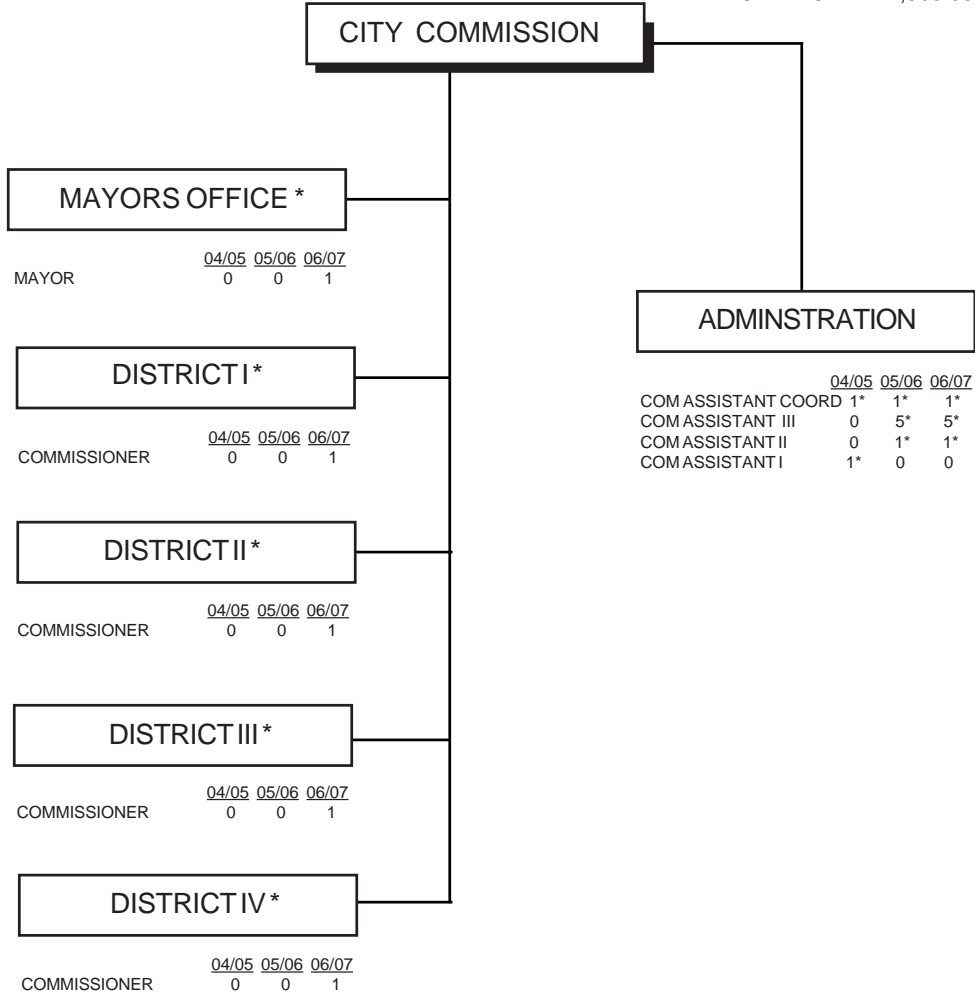 CITY COMMISSION
MAYORS OFFICE *
04/05 05/06 06/07
MAYOR 0 0 1
DISTRICT I *
04/05 05/06 06/07
COMMISSIONER 0 0 1
DISTRICT II *
04/05 05/06 06/07
COMMISSIONER 0 0 1
DISTRICT III *
04/05 05/06 06/07
COMMISSIONER 0 0 1
DISTRICT IV *
04/05 05/06 06/07
COMMISSIONER 0 0 1
ADMINSTRATION
04/05 05/06 06/07
COM ASSISTANT COORD 1* 1* 1*
COM ASSISTANT III 0 5* 5*
COM ASSISTANT II 0 1* 1*
COM ASSISTANT I 1* 0 0